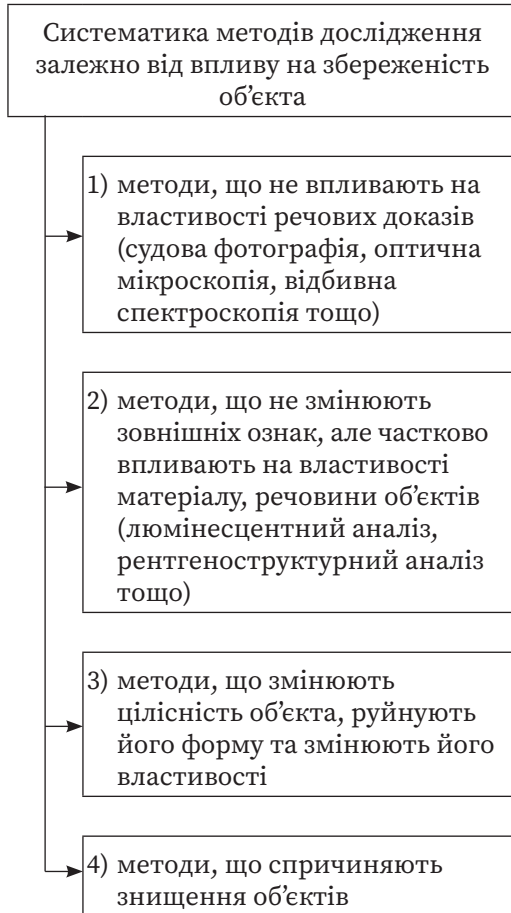 Систематика методів дослідження
залежно від впливу на збереженість
об’єкта
1) методи, що не впливають на
властивості речових доказів
(судова фотографія, оптична
мікроскопія, відбивна
спектроскопія тощо)
2) методи, що не змінюють
зовнішніх ознак, але частково
впливають на властивості
матеріалу, речовини об’єктів
(люмінесцентний аналіз,
рентгеноструктурний аналіз
тощо)
3) методи, що змінюють
цілісність об’єкта, руйнують
його форму та змінюють його
властивості
4) методи, що спричиняють
знищення об’єктів